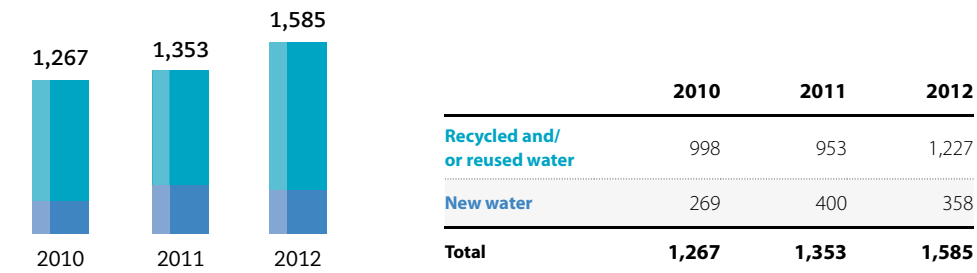 1,585
1,353
1,267
2010 2011 2012
2010 2011 2012
Recycled and/
or reused water 998 953 1,227
New water 269 400 358
Total 1,267 1,353 1,585